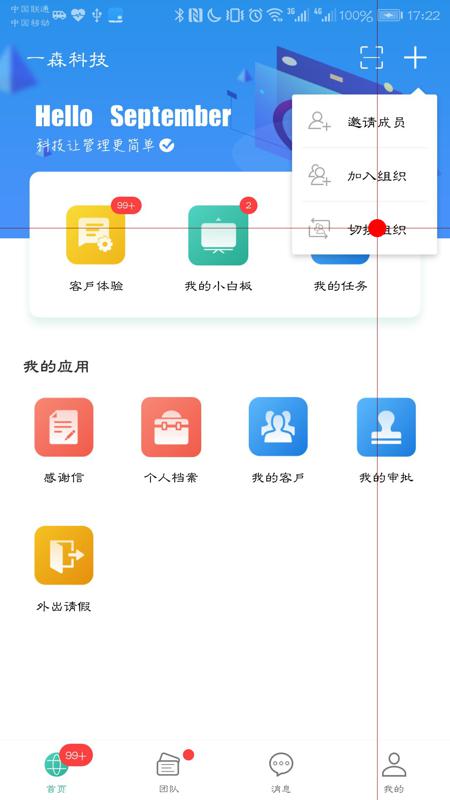 中国联通
中国移动
3G
4G
100%
17:22
一森科技
Hello September
科技让管理更简单
邀请成员
加入组织
切换组织
99+
2
客户体验
我的小白板
我的任务
我的应用
感谢信
个人档案
我的客户
我的审批
外出请假
99+
首页
团队
消息
我的